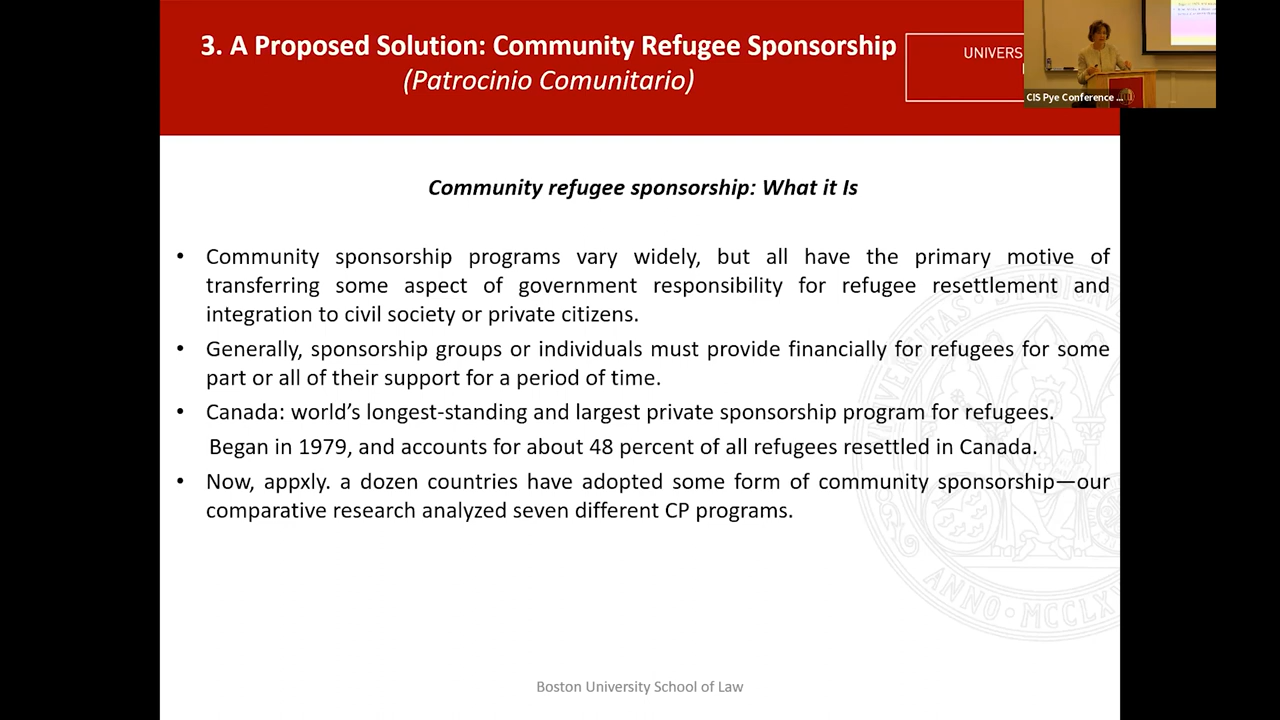 3. A Proposed Solution: Community Refugee Sponsorship
(Patrocinio Comunitario)
UNIVERS
CIS Pye Conference ...
Community refugee sponsorship: What it Is
• Community sponsorship programs vary widely, but all have the primary motive of
transferring some aspect of government responsibility for refugee resettlement and
integration to civil society or private citizens.
• Generally, sponsorship groups or individuals must provide financially for refugees for some
part or all of their support for a period of time.
• Canada: world’s longest-standing and largest private sponsorship program for refugees.
Began in 1979, and accounts for about 48 percent of all refugees resettled in Canada.
• Now, appxly. a dozen countries have adopted some form of community sponsorship—our
comparative research analyzed seven different CP programs.
ANNO • MCCLX
Boston University School of Law